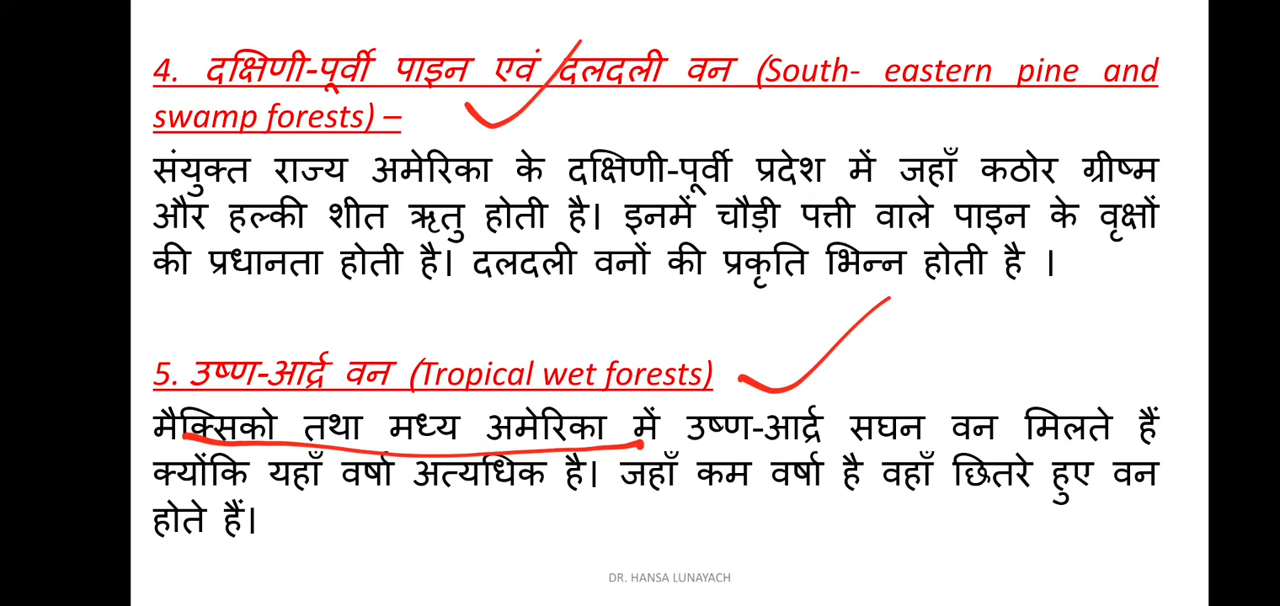 4. दक्षिणी-पूर्वी पाइन एवं दलदली वन (South- eastern pine and
swamp forests) –
संयुक्त राज्य अमेरिका के दक्षिणी-पूर्वी प्रदेश में जहाँ कठोर ग्रीष्म
और हल्की शीत ऋतु होती है। इनमें चौड़ी पत्ती वाले पाइन के वृक्षों
की प्रधानता होती है। दलदली वनों की प्रकृति भिन्न होती है ।
5. उष्ण-आर्द्र वन (Tropical wet forests)
मैक्सिको तथा मध्य अमेरिका में उष्ण-आर्द्र सघन वन मिलते हैं
क्योंकि यहाँ वर्षा अत्यधिक है। जहाँ कम वर्षा है वहाँ छितरे हुए वन
होते हैं।
DR. HANSA LUNAYACH